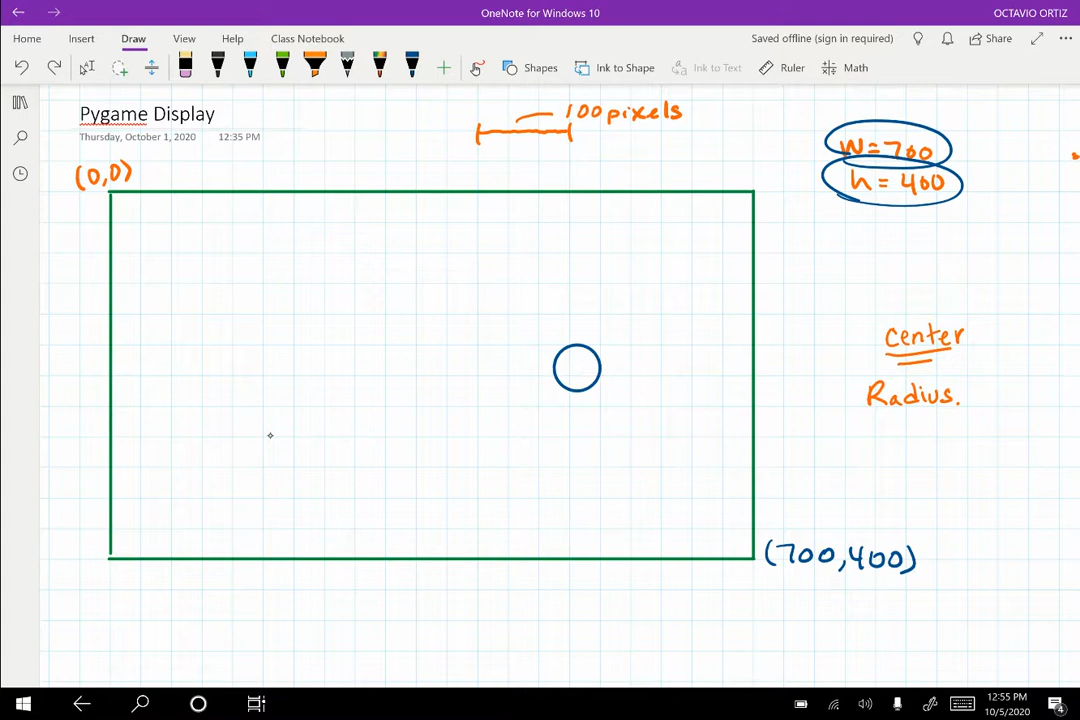 OneNote for Windows 10
OCTAVIO ORTIZ
Home Insert Draw View Help Class Notebook
Saved offline (sign in required)
Share
Shapes
Ink to Shape
Ink to Text
Ruler
Math
Pygame Display
Thursday, October 1, 2020 12:35 PM
100 pixels
W=700
h = 400
(0,0)
center
Radius.
(700,400)
12:55 PM
10/5/2020
4